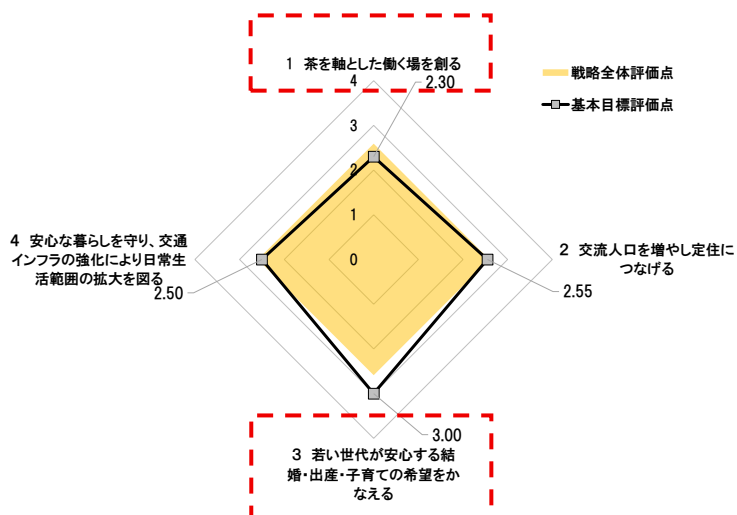 1 茶を軸とした働く場を創る
4
2.30
戦略全体評価点
基本目標評価点
3
2
1
0
4 安心な暮らしを守り、交通
インフラの強化により日常生
活範囲の拡大を図る
2.50
2 交流人口を増やし定住に
つなげる
2.55
3.00
3 若い世代が安心する結
婚・出産・子育ての希望をか
なえる